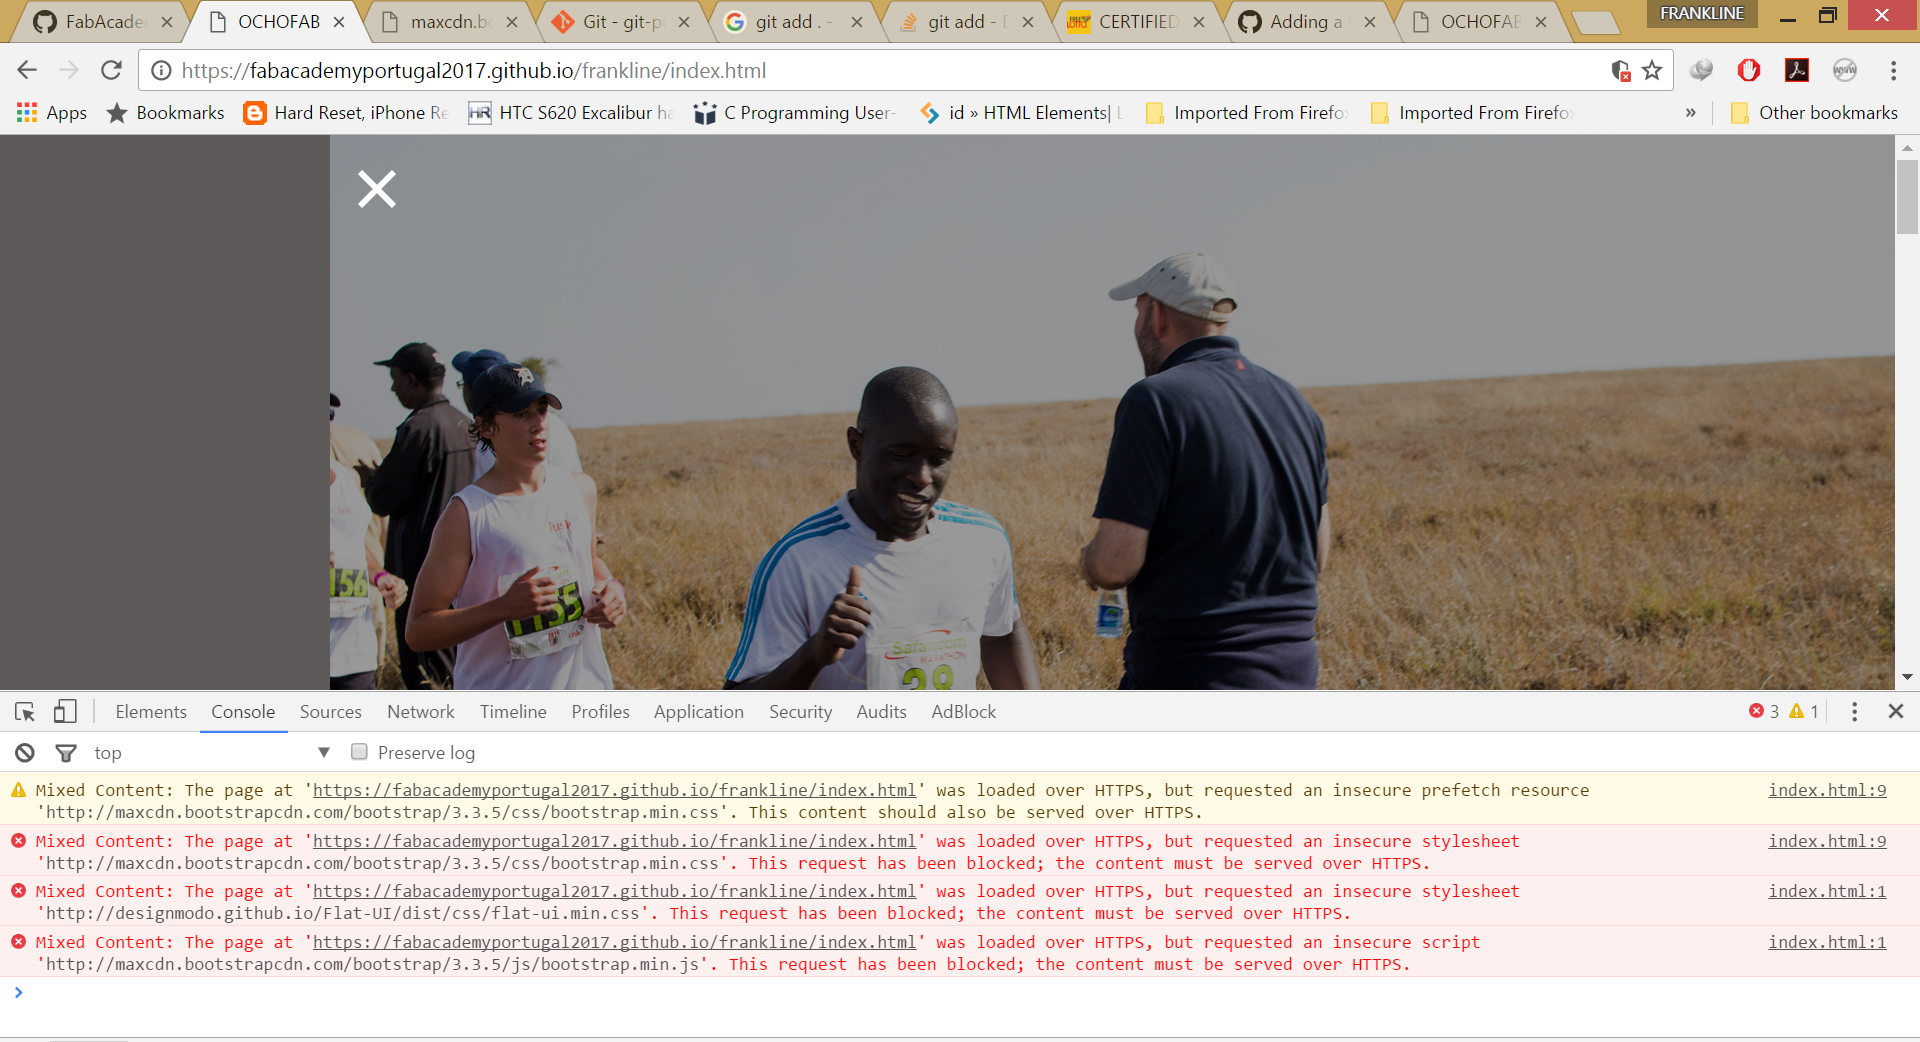 FabAcade
OCHOFAB
maxcdn.b
Git - git-p
git add . -
git add - D
CERTIFIED
Adding a
OCHOFAB
FRANKLINE
https://fabacademyportugal2017.github.io/frankline/index.html
Apps
Bookmarks
Hard Reset, iPhone Re
HTC S620 Excalibur ha
C Programming User-
id » HTML Elements| L
Imported From Firefo
Imported From Firefo
»
Other bookmarks
156
1155
Safaricom
MARATHON
28
Elements Console Sources Network Timeline Profiles Application Security Audits AdBlock
3
1
top
Preserve log
Mixed Content: The page at 'https://fabacademyportugal2017.github.io/frankline/index.html' was loaded over HTTPS, but requested an insecure prefetch resource index.html:9
'http://maxcdn.bootstrapcdn.com/bootstrap/3.3.5/css/bootstrap.min.css'. This content should also be served over HTTPS.
Mixed Content: The page at 'https://fabacademyportugal2017.github.io/frankline/index.html' was loaded over HTTPS, but requested an insecure stylesheet index.html:9
'http://maxcdn.bootstrapcdn.com/bootstrap/3.3.5/css/bootstrap.min.css'. This request has been blocked; the content must be served over HTTPS.
Mixed Content: The page at 'https://fabacademyportugal2017.github.io/frankline/index.html' was loaded over HTTPS, but requested an insecure stylesheet index.html:1
'http://designmodo.github.io/Flat-UI/dist/css/flat-ui.min.css'. This request has been blocked; the content must be served over HTTPS.
Mixed Content: The page at 'https://fabacademyportugal2017.github.io/frankline/index.html' was loaded over HTTPS, but requested an insecure script index.html:1
'http://maxcdn.bootstrapcdn.com/bootstrap/3.3.5/js/bootstrap.min.js'. This request has been blocked; the content must be served over HTTPS.